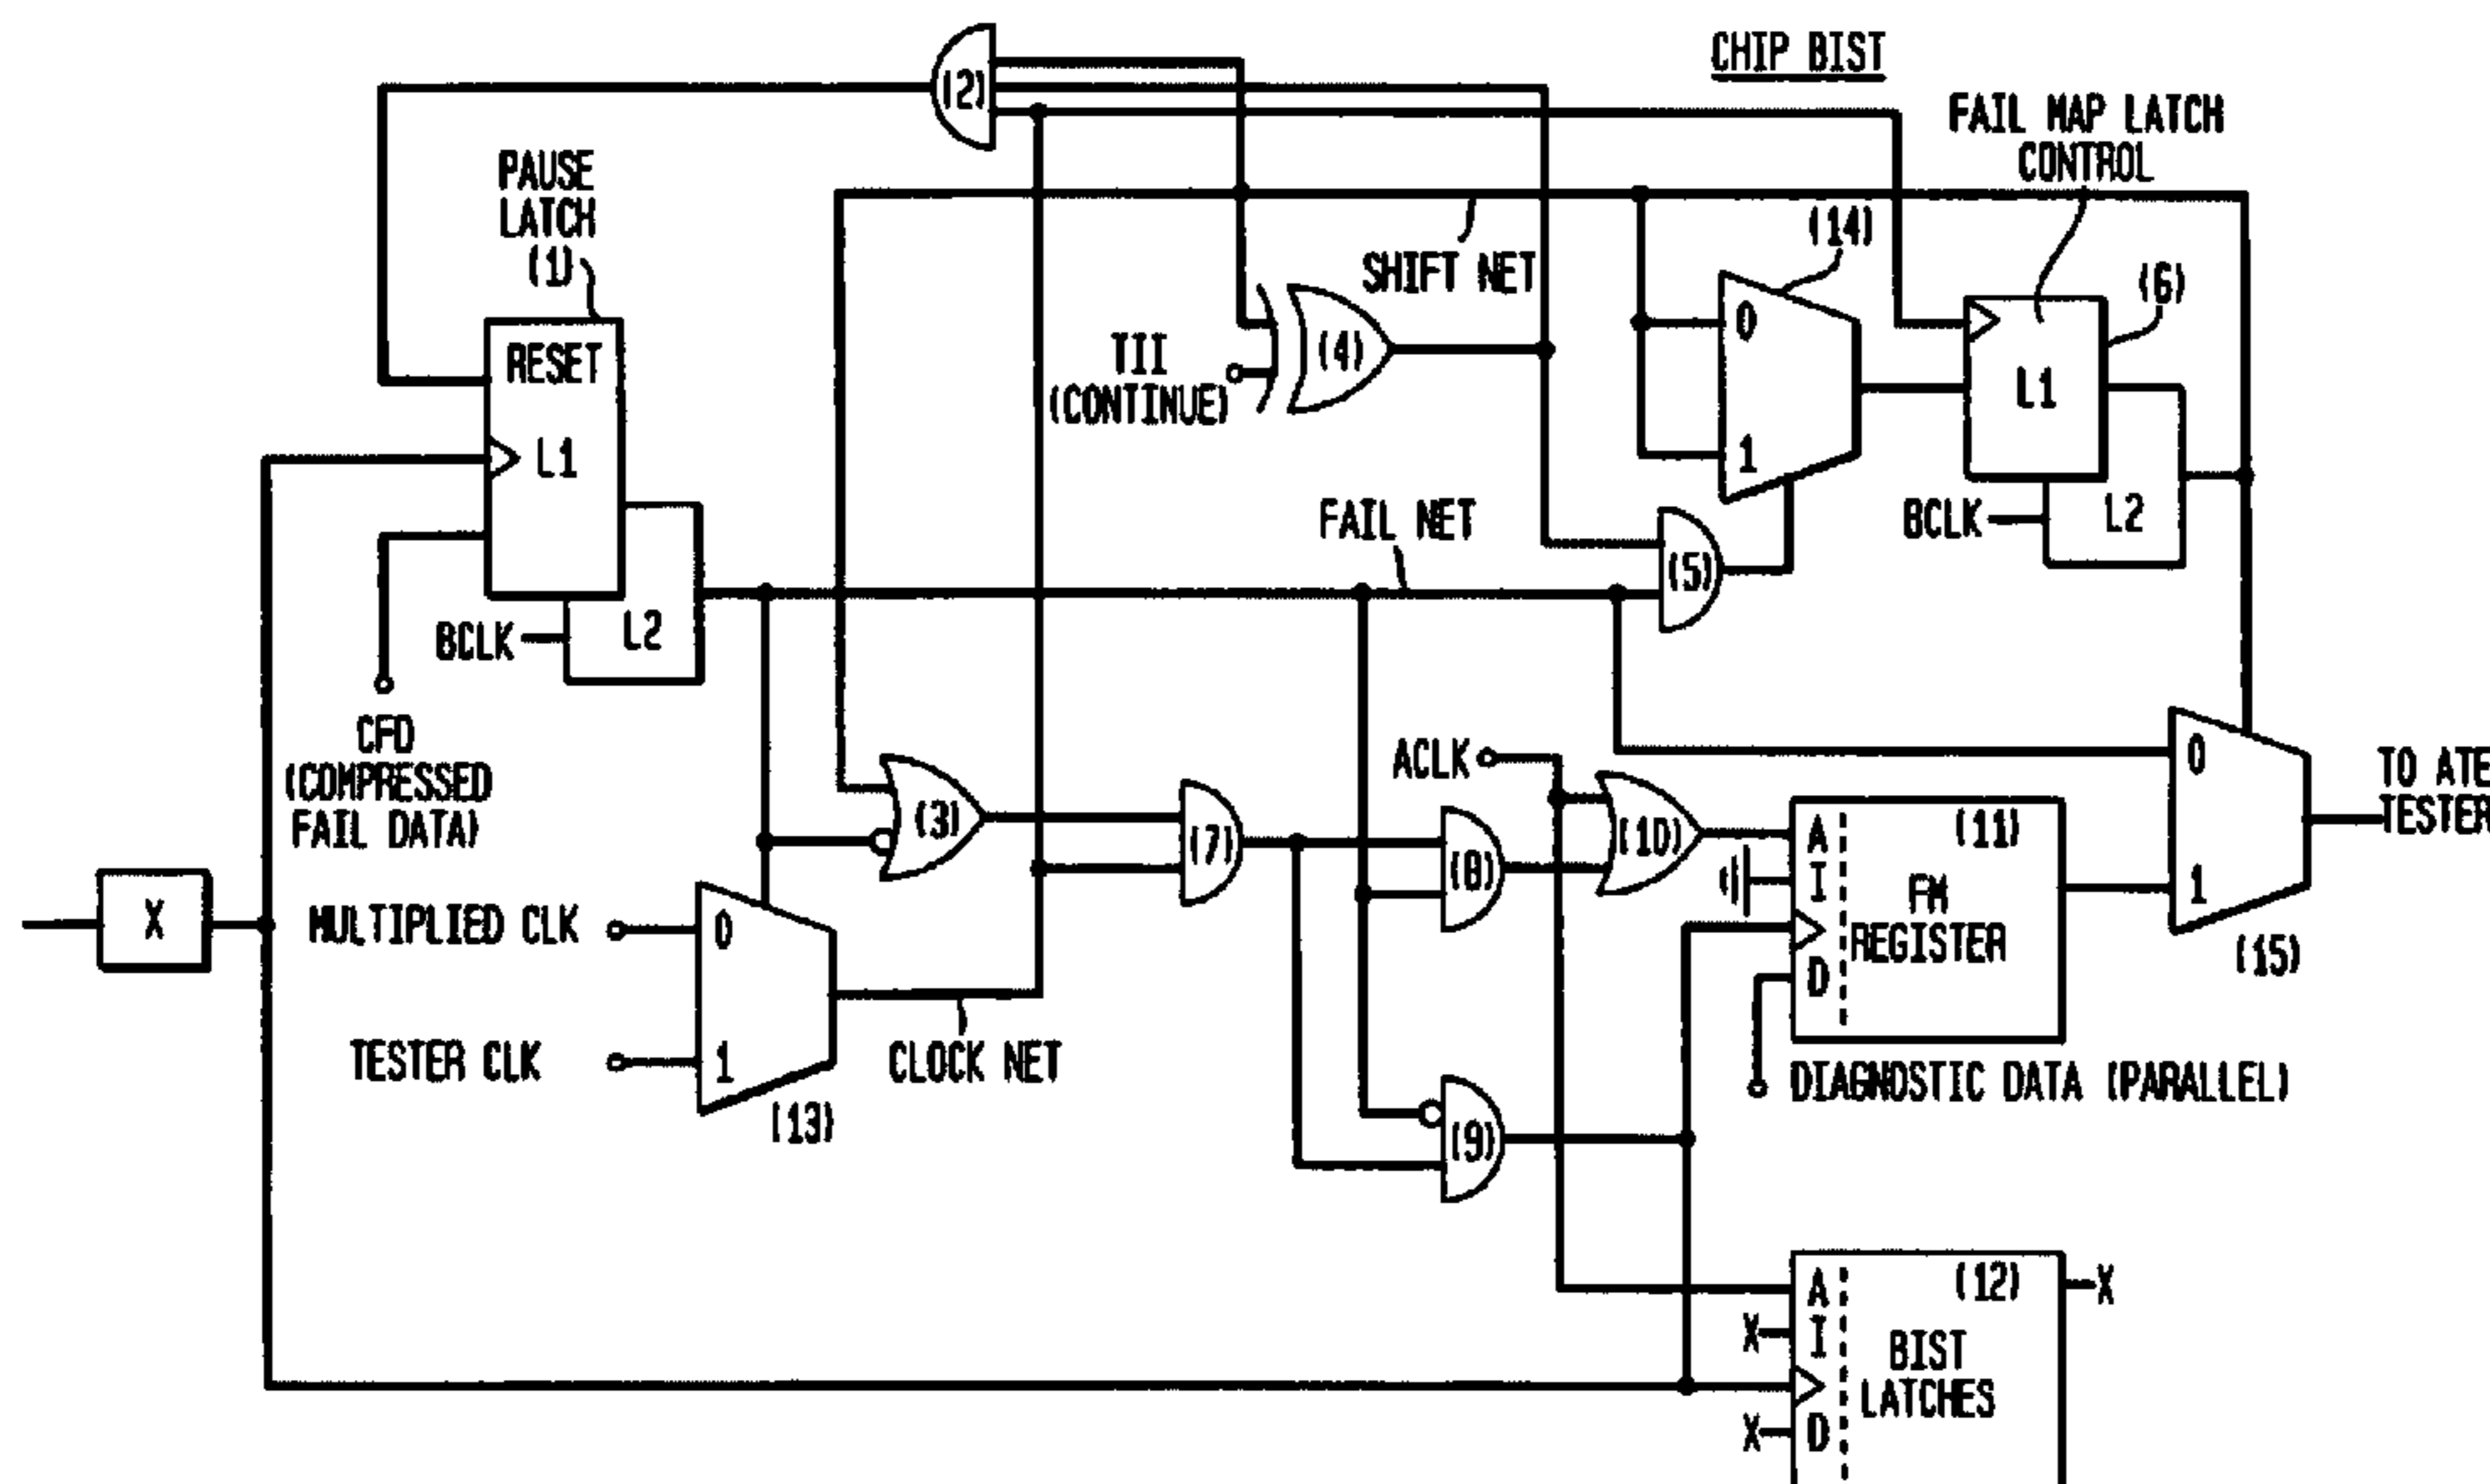 CHIP BIST
(2)
FAIL MAP LATCH
CONTROL
PAUSE
LATCH
(1)
(14)
SHIFT NET
(6)
RESET
L1
TII
(CONTINUE)
(4)
0
1
L1
BCLK
L2
FAIL NET
(5)
BCLK
L2
CFD
(COMPRESSED
FAIL DATA)
ACLK
0
1
(15)
TO ATE
TESTER
(3)
(7)
(8)
(10)
A
I
D
(11)
FM
REGISTER
X
MULTIPLIED CLK
0
TESTER CLK
1
(13)
CLOCK NET
DIAGNOSTIC DATA (PARALLEL)
(9)
A
X
I
X
D
(12)
BIST
LATCHES
X